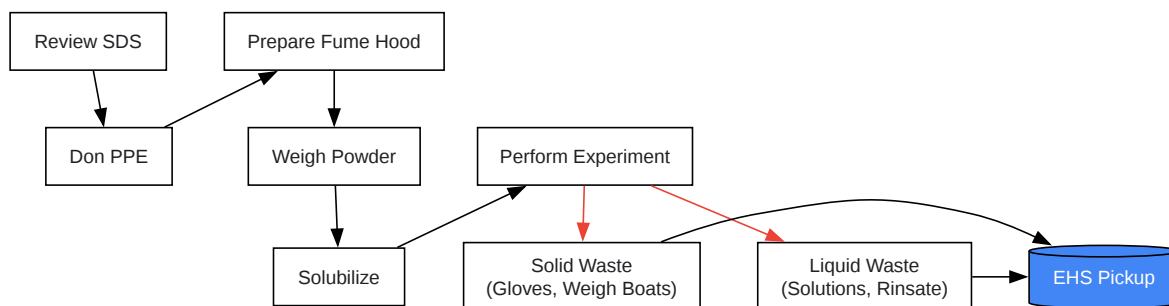 Review SDS
Prepare Fume Hood
Don PPE
Weigh Powder
Perform Experiment
Solubilize
Solid Waste
(Gloves, Weigh Boats)
Liquid Waste
(Solutions, Rinsate)
EHS Pickup